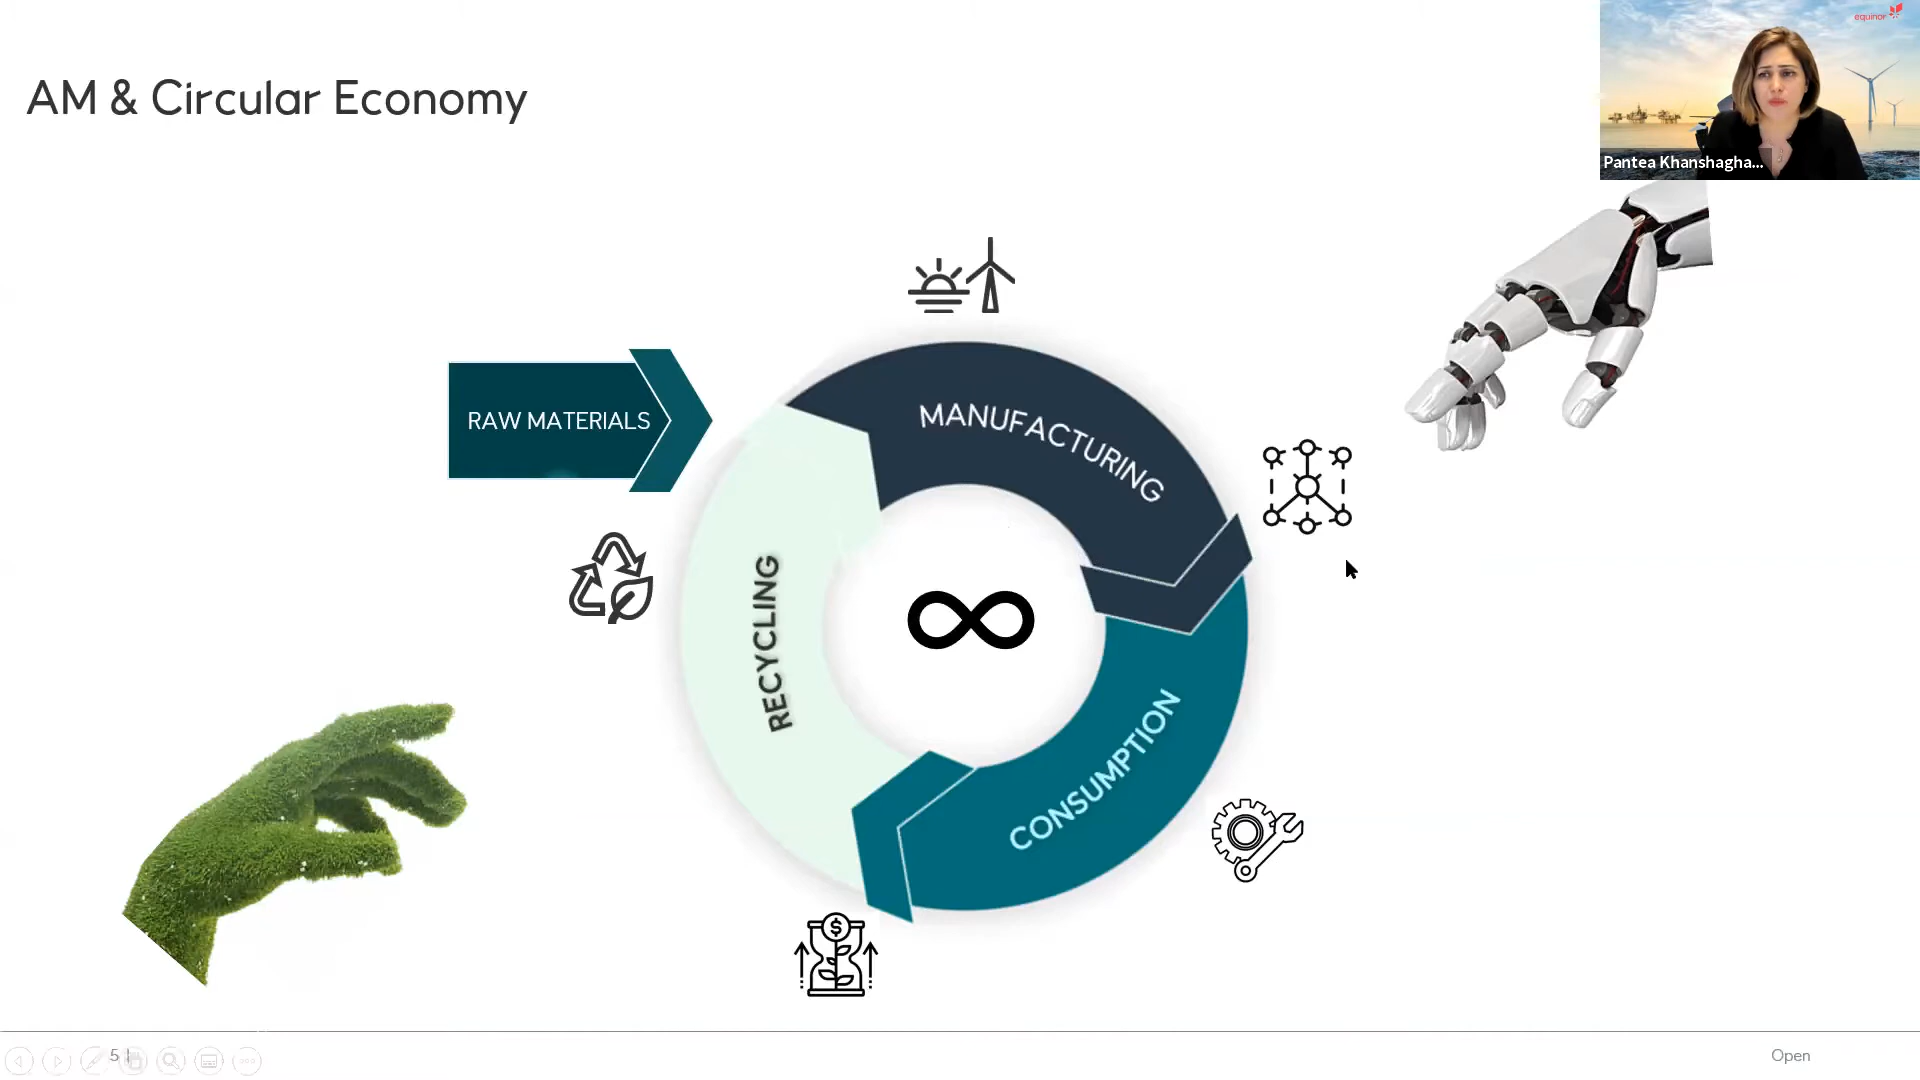 AM & Circular Economy
equinor
Pantea Khanshagha...
RAW MATERIALS
MANUFACTURING
CONSUMPTION
RECYCLING
$
5
Open